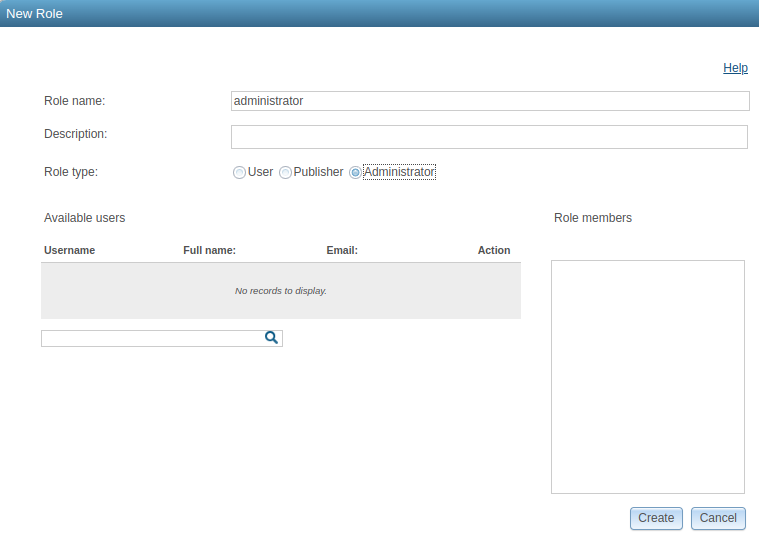 New Role
Help
Role name: administrator
Description:
Role type: User Publisher Administrator
Available users Role members
Username Full name: Email: Action
No records to display.
Create Cancel